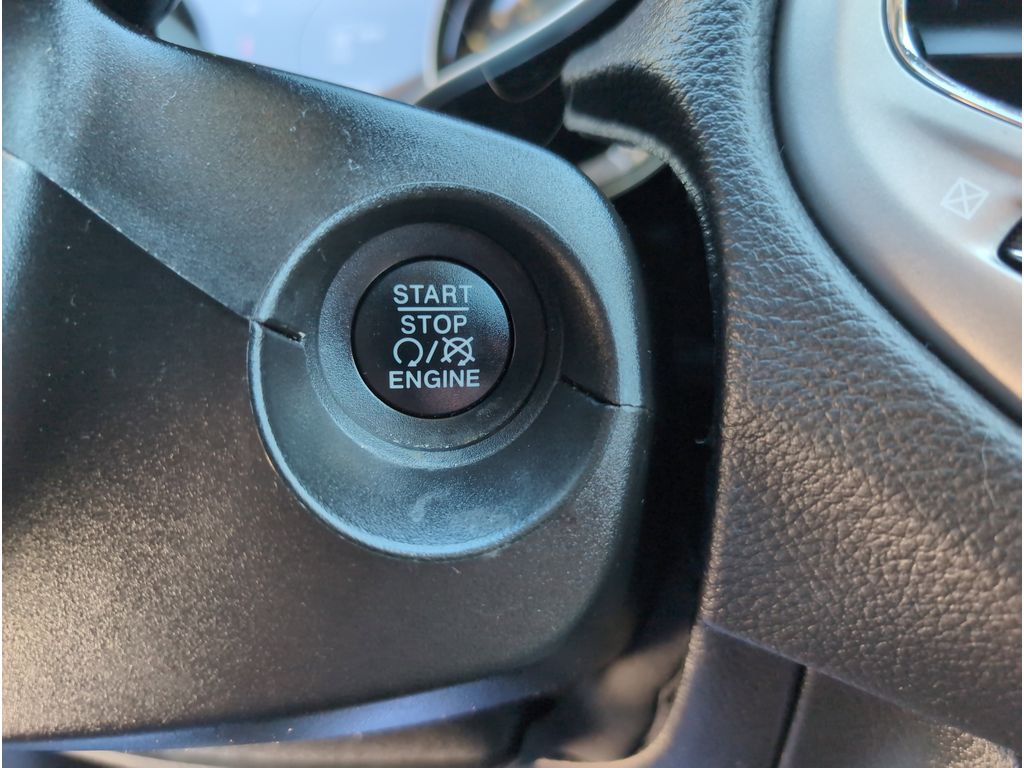 START
STOP
/
ENGINE